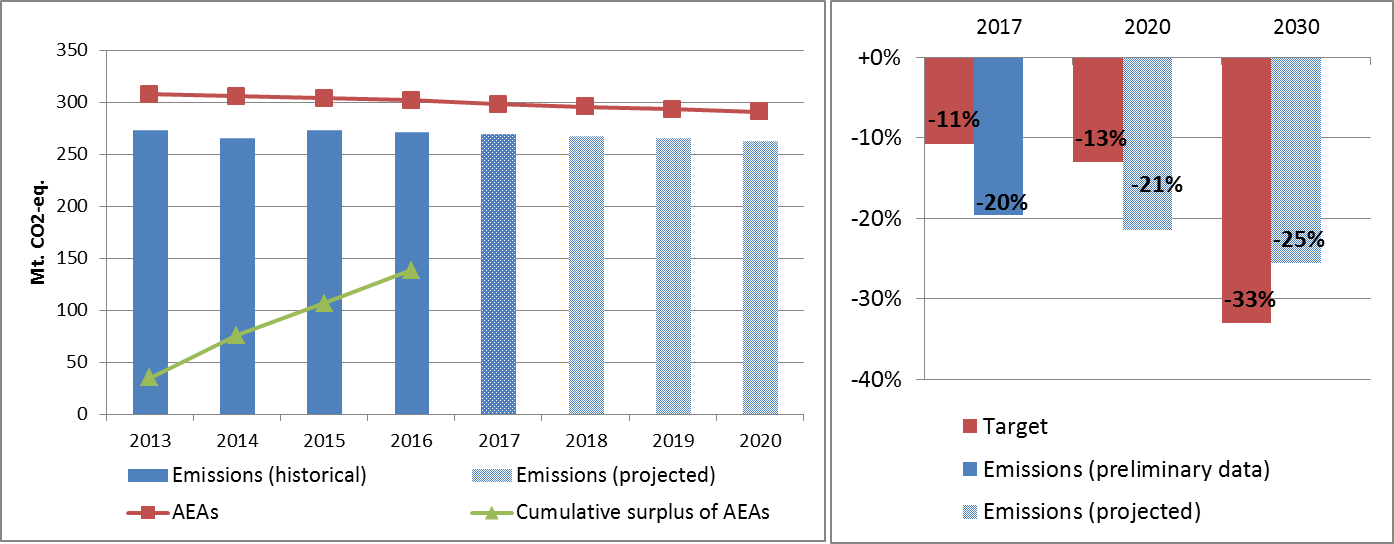 350
300
250
200
150
100
50
0
Mt. CO2-eq.
2013 2014 2015 2016 2017 2018 2019 2020
Emissions (historical) Emissions (projected)
AEAs Cumulative surplus of AEAs
2017 2020 2030
+0%
-10%
-20%
-30%
-40%
-11%
-20%
-13%
-21%
-33%
-25%
Target
Emissions (preliminary data)
Emissions (projected)